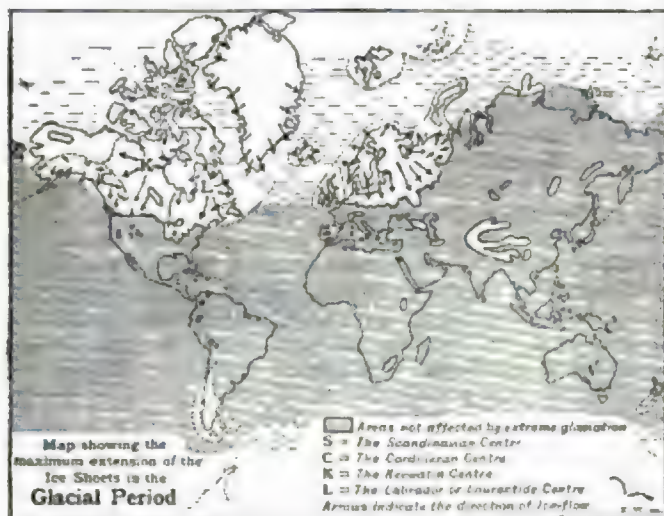 K
L
S
Map showing the
maximum extension of the
Ice Sheets in the
Glacial Period
Areas not affected by extreme glaciation
S = The Scandinavian Centre
C = The Cordilleran Centre
K = The Keewatin Centre
L = The Labrador or Laurentide Centre
Arrows indicate the direction of Ice-flow